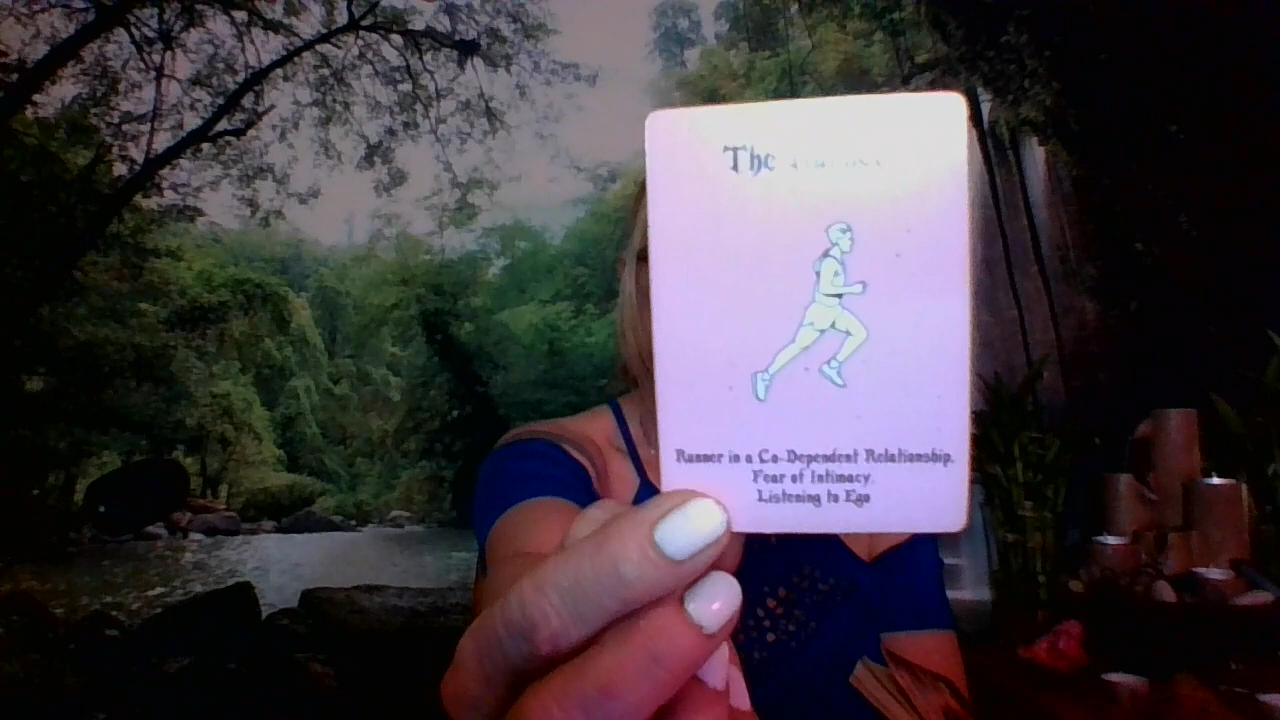 The
Runner in a Co-Dependent Relationship.
Fear of Intimacy.
Listening to Ego